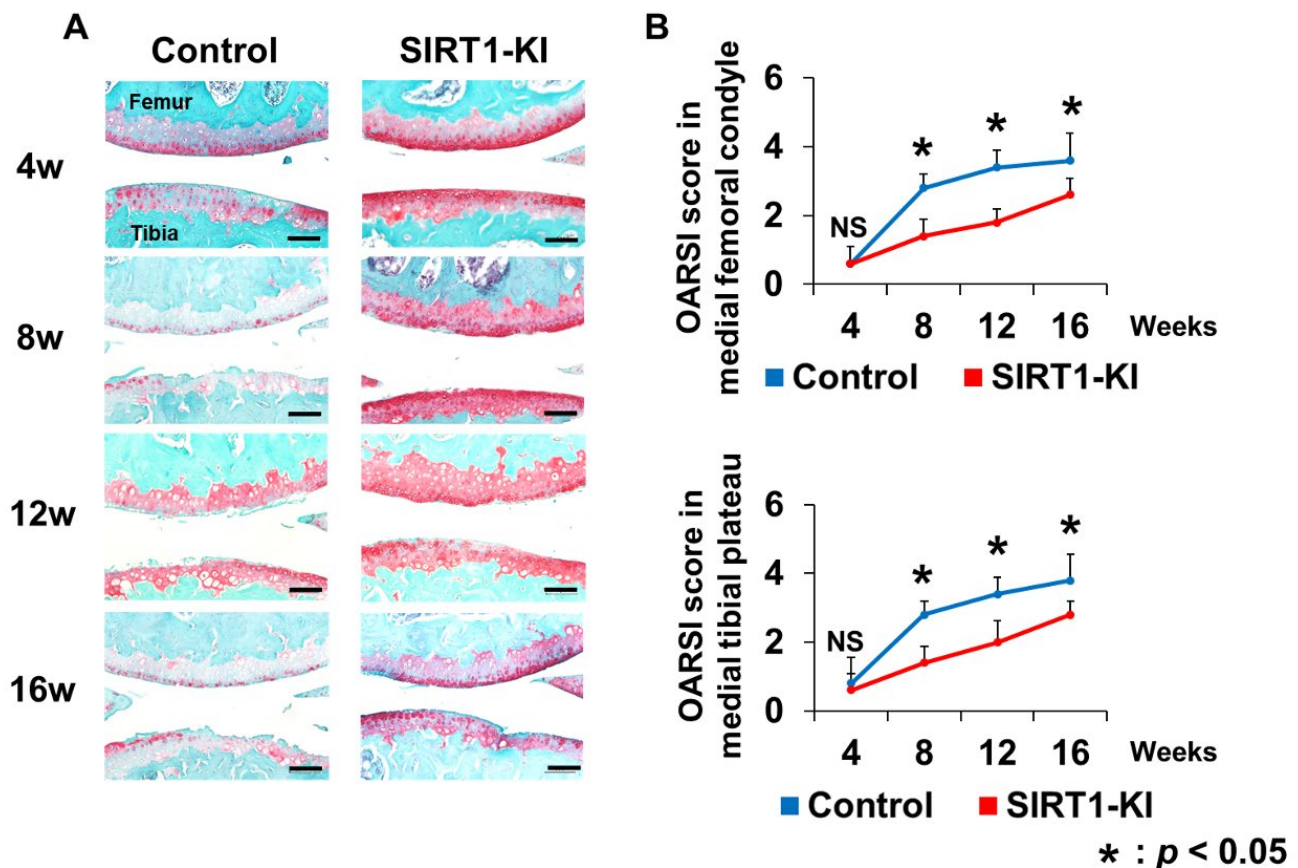 A
Control
SIRT1-KI
Femur
Tibia
4w
8w
12w
16w
B
OARSI score in
medial femoral condyle
6
4
2
0
NS
*
*
*
4
8
12
16
Weeks
Control
SIRT1-KI
OARSI score in
medial tibial plateau
6
4
2
0
NS
*
*
*
4
8
12
16
Weeks
Control
SIRT1-KI
* : p < 0.05